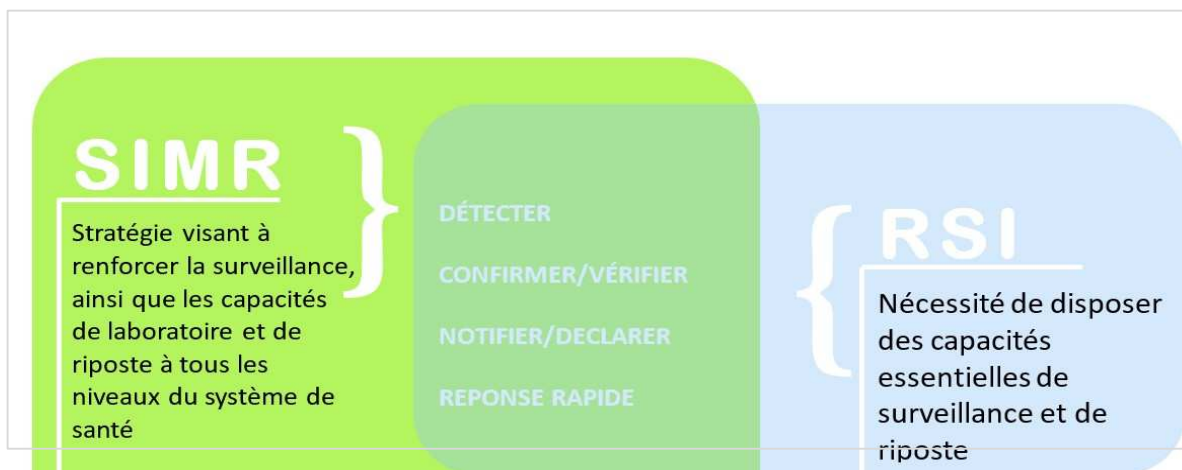 SIMR
Stratégie visant à
renforcer la surveillance,
ainsi que les capacités
de laboratoire et de
riposte à tous les
niveaux du système de
santé
DÉTECTER
CONFIRMER/VÉRIFIER
NOTIFIER/DECLARER
REPONSE RAPIDE
RSI
Nécessité de disposer
des capacités
essentielles de
surveillance et de
riposte